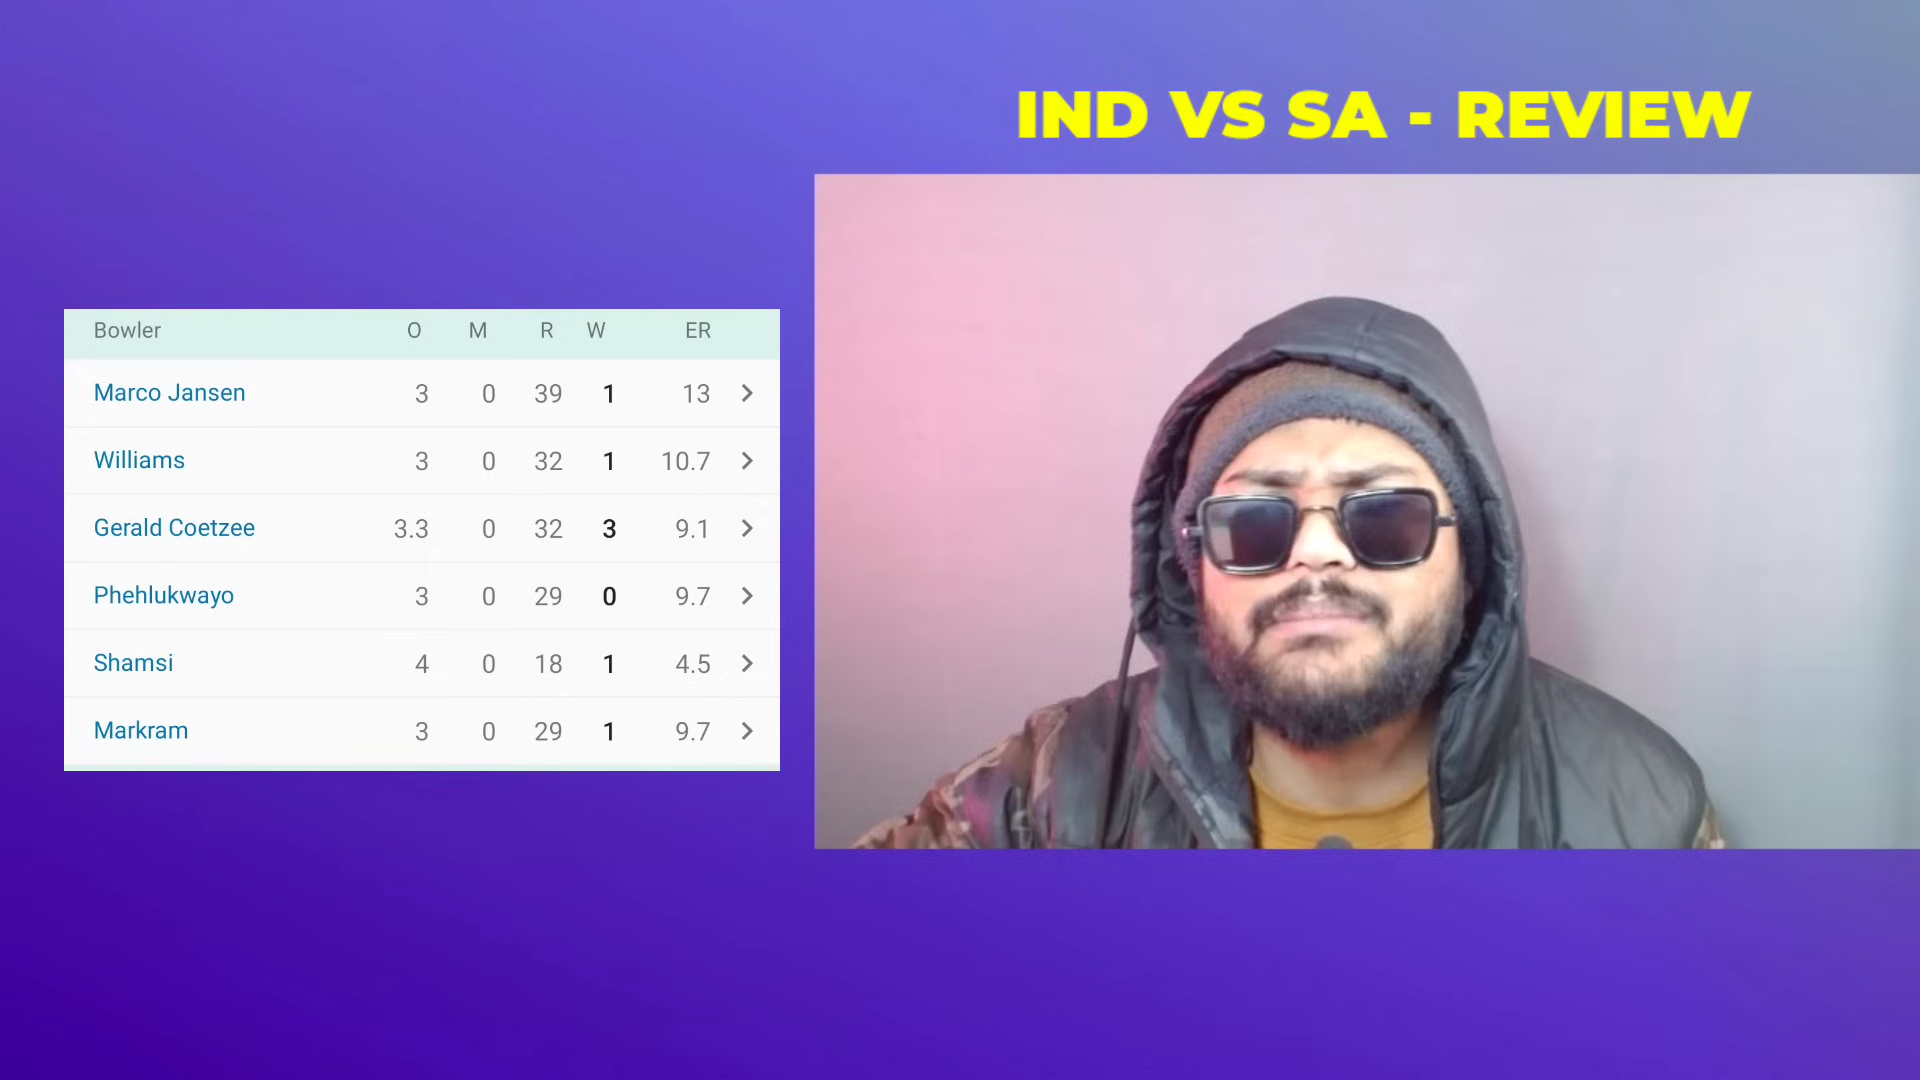 IND VS SA - REVIEW
Bowler O M R W ER
Marco Jansen 3 0 39 1 13
Williams 3 0 32 1 10.7
Gerald Coetzee 3.3 0 32 3 9.1
Phehlukwayo 3 0 29 0 9.7
Shamsi 4 0 18 1 4.5
Markram 3 0 29 1 9.7